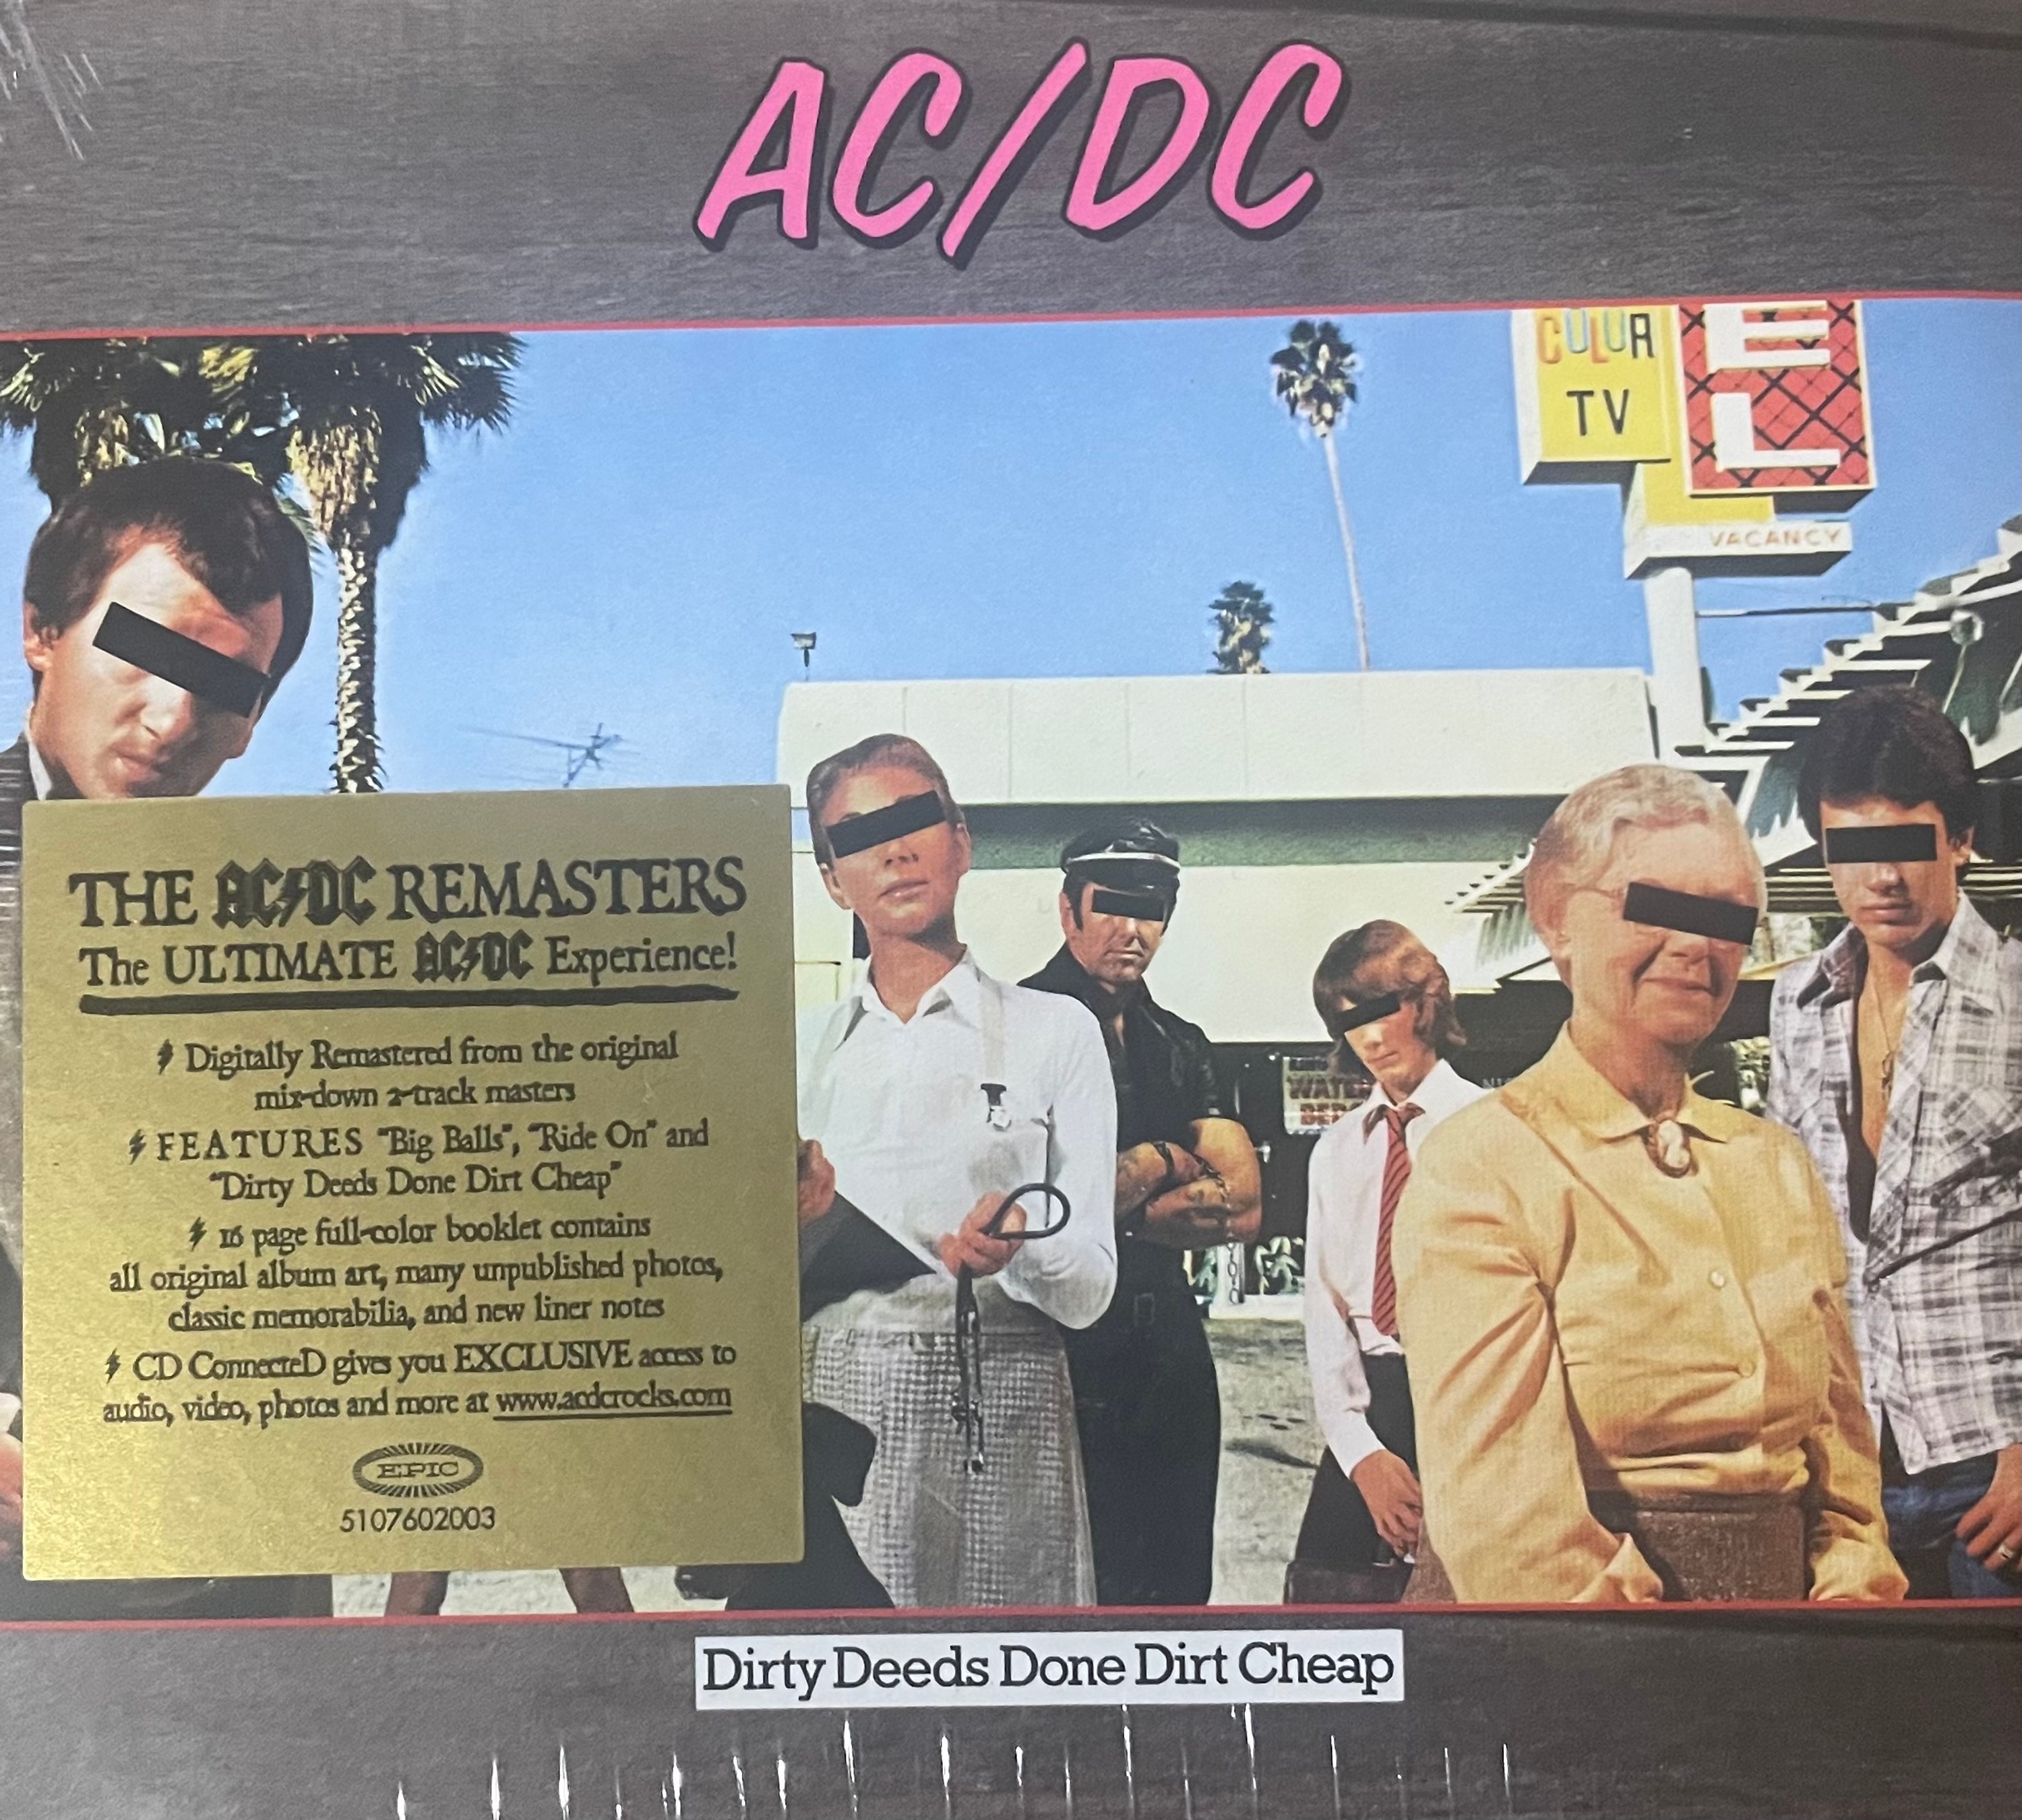 AC/DC
COLOR
TV
E
L
VACANCY
THE AC/DC REMASTERS
The ULTIMATE AC/DC Experience!
Digitally Remastered from the original
mix-down 2-track masters
FEATURES "Big Balls", "Ride On" and
"Dirty Deeds Done Dirt Cheap"
16 page full-color booklet contains
all original album art, many unpublished photos,
classic memorabilia, and new liner notes
CD ConnecteD gives you EXCLUSIVE access to
audio, video, photos and more at www.acdcrocks.com
EPIC
5107602003
Dirty Deeds Done Dirt Cheap